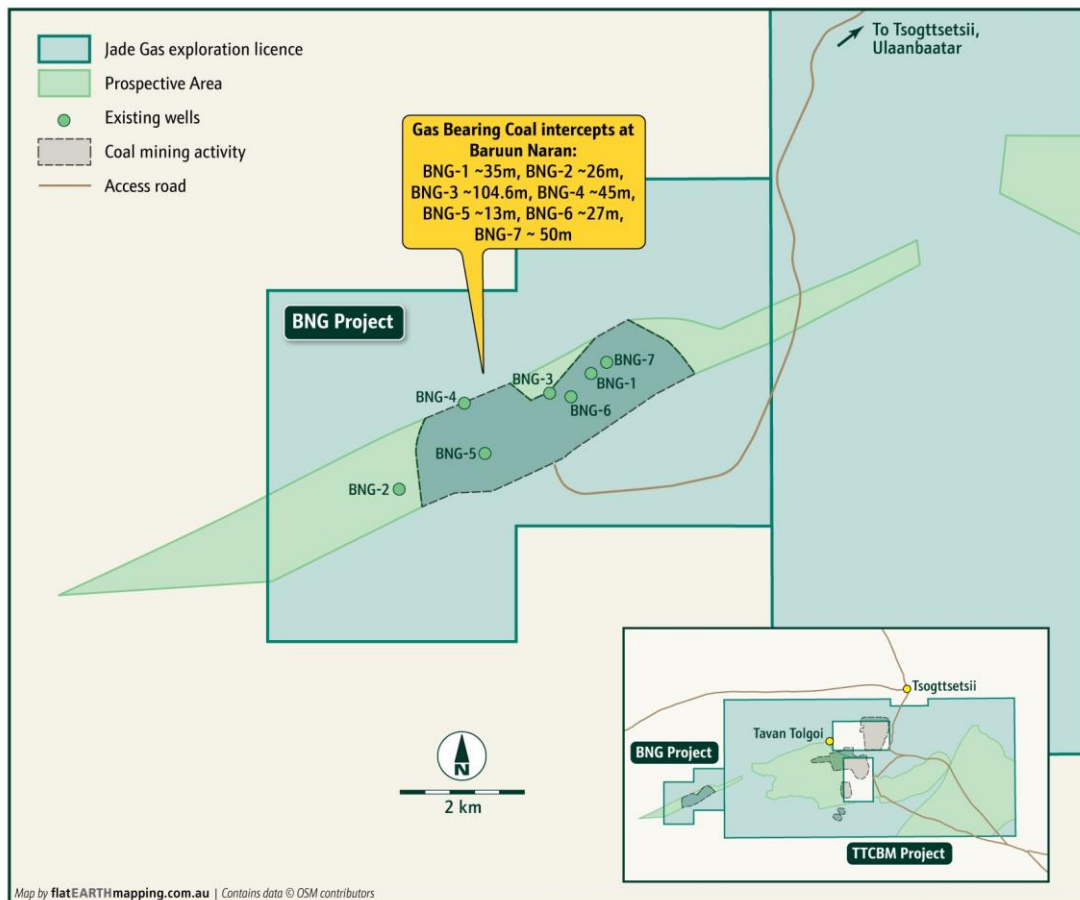 Jade Gas exploration licence
Prospective Area
Existing wells
Coal mining activity
Access road
To Tsogttsetsii,
Ulaanbaatar
Gas Bearing Coal intercepts at
Baruun Naran:
BNG-1 ~35m, BNG-2 ~26m,
BNG-3 ~104.6m, BNG-4 ~45m,
BNG-5 ~13m, BNG-6 ~27m,
BNG-7 ~ 50m
BNG Project
BNG-7
BNG-3
BNG-1
BNG-4
BNG-6
BNG-5
BNG-2
N
2 km
Tsogttsetsii
Tavan Tolgoi
BNG Project
TTCBM Project
Map by flatEARTHmapping.com.au | Contains data © OSM contributors